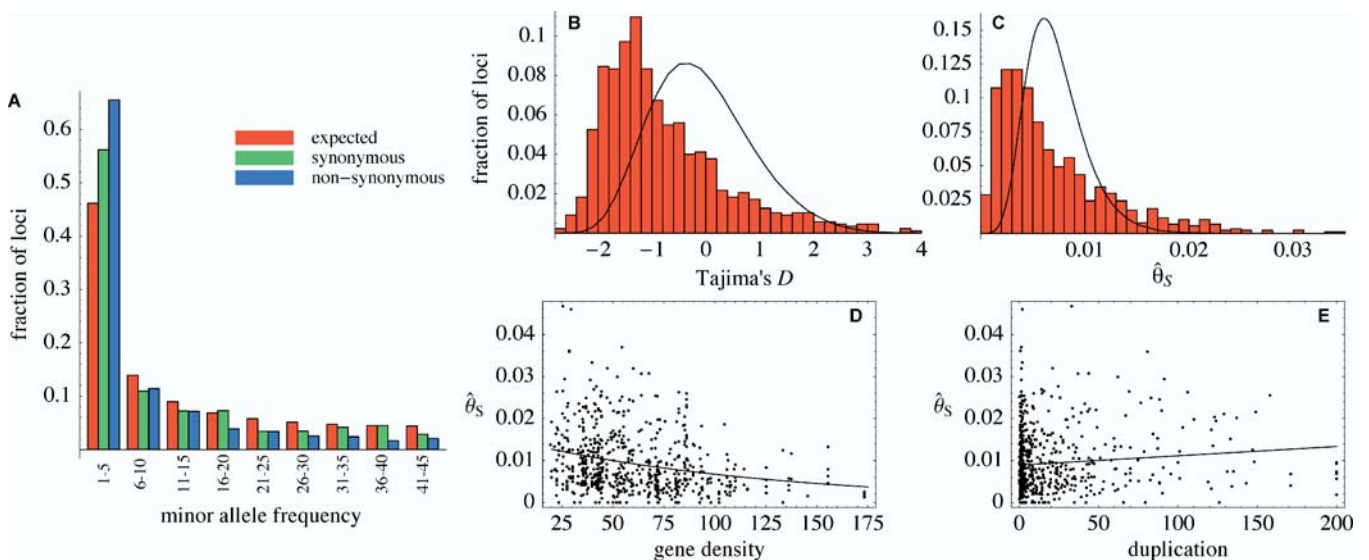 A
fraction of loci
0.6
0.5
0.4
0.3
0.2
0.1
expected
synonymous
non-synonymous
1-5
6-10
11-15
16-20
21-25
26-30
31-35
36-40
41-45
minor allele frequency
B
fraction of loci
0.1
0.08
0.06
0.04
0.02
−2 −1 0 1 2 3 4
Tajima's D
C
0.15
0.125
0.1
0.075
0.05
0.025
0.01 0.02 0.03
θ̂S
D
θ̂S
0.04
0.03
0.02
0.01
0
25 50 75 100 125 150 175
gene density
E
θ̂S
0.04
0.03
0.02
0.01
0
0 50 100 150 200
duplication